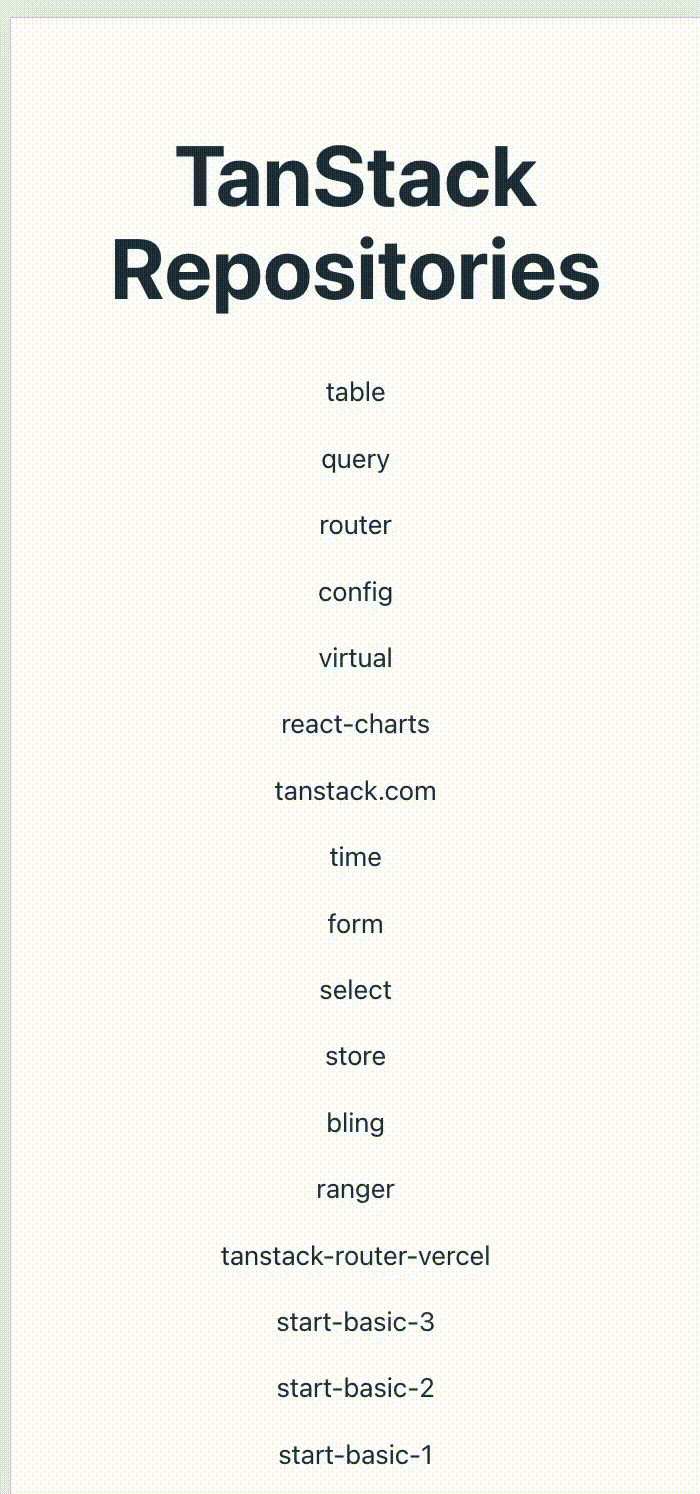 TanStack
Repositories
table
query
router
config
virtual
react-charts
tanstack.com
time
form
select
store
bling
ranger
tanstack-router-vercel
start-basic-3
start-basic-2
start-basic-1